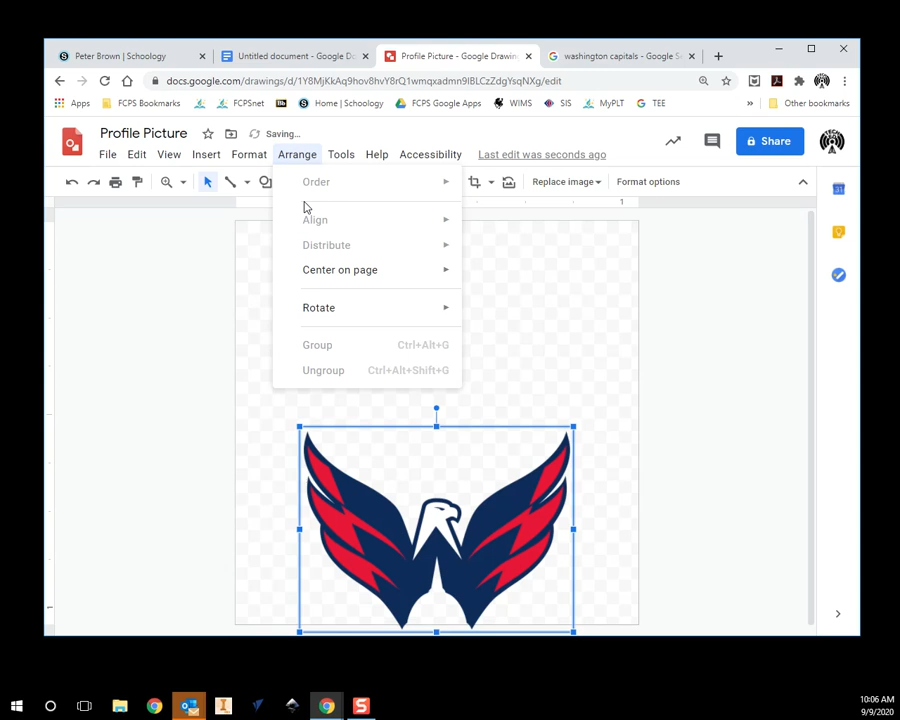 Peter Brown | Schoology
Untitled document - Google Do
Profile Picture - Google Drawing
washington capitals - Google Se
docs.google.com/drawings/d/1Y8MjKkAq9hov8hvY8rQ1wmqxadmn9IBLCzZdgYsqNXg/edit
Apps
FCPS Bookmarks
FCPSnet
Home | Schoology
FCPS Google Apps
WIMS
SIS
MyPLT
TEE
»
Other bookmarks
Profile Picture
Saving...
File Edit View Insert Format Arrange Tools Help Accessibility Last edit was seconds ago
Share
Replace image
Format options
1
Order
Align
Distribute
Center on page
Rotate
Group Ctrl+Alt+G
Ungroup Ctrl+Alt+Shift+G
10:06 AM
9/9/2020